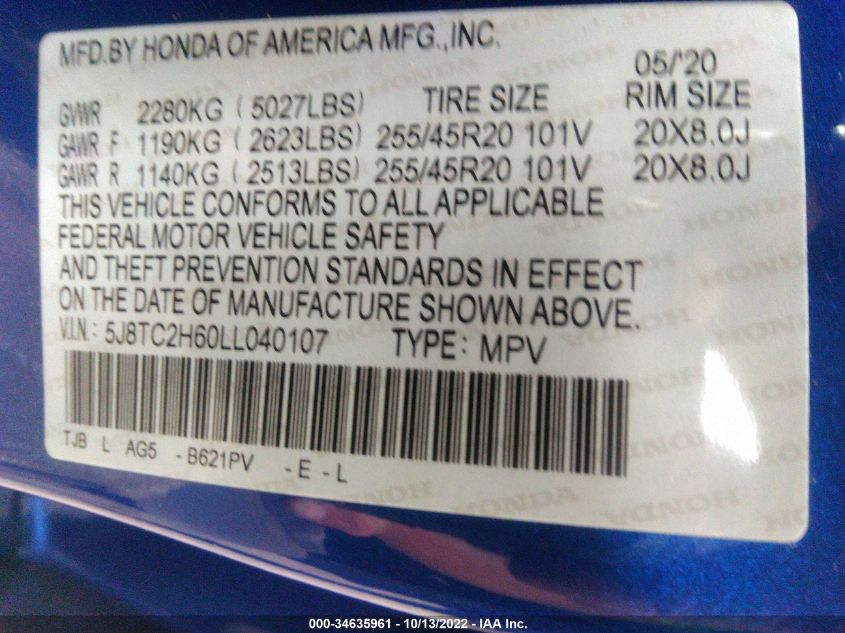 MFD.BY HONDA OF AMERICA MFG.,INC.
05/'20
GVWR 2280KG ( 5027LBS) TIRE SIZE RIM SIZE
GAWR F 1190KG ( 2623LBS) 255/45R20 101V 20X8.0J
GAWR R 1140KG ( 2513LBS) 255/45R20 101V 20X8.0J
THIS VEHICLE CONFORMS TO ALL APPLICABLE
FEDERAL MOTOR VEHICLE SAFETY
AND THEFT PREVENTION STANDARDS IN EFFECT
ON THE DATE OF MANUFACTURE SHOWN ABOVE.
V.I.N: 5J8TC2H60LL040107 TYPE: MPV
TJB L AG5 -B621PV -E-L
000-34635961 - 10/13/2022 - IAA Inc.